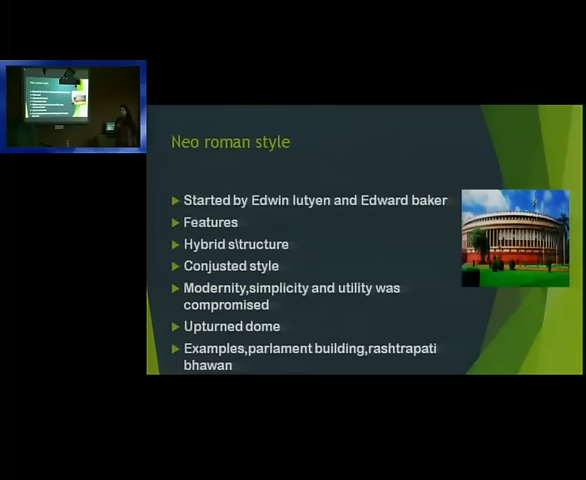 Neo roman style
Started by Edwin lutyen and Edward baker
Features
Hybrid s\tructure
Conjusted style
Modernity,simplicity and utility was
compromised
Upturned dome
Examples,parlament building,rashtrapati
bhawan